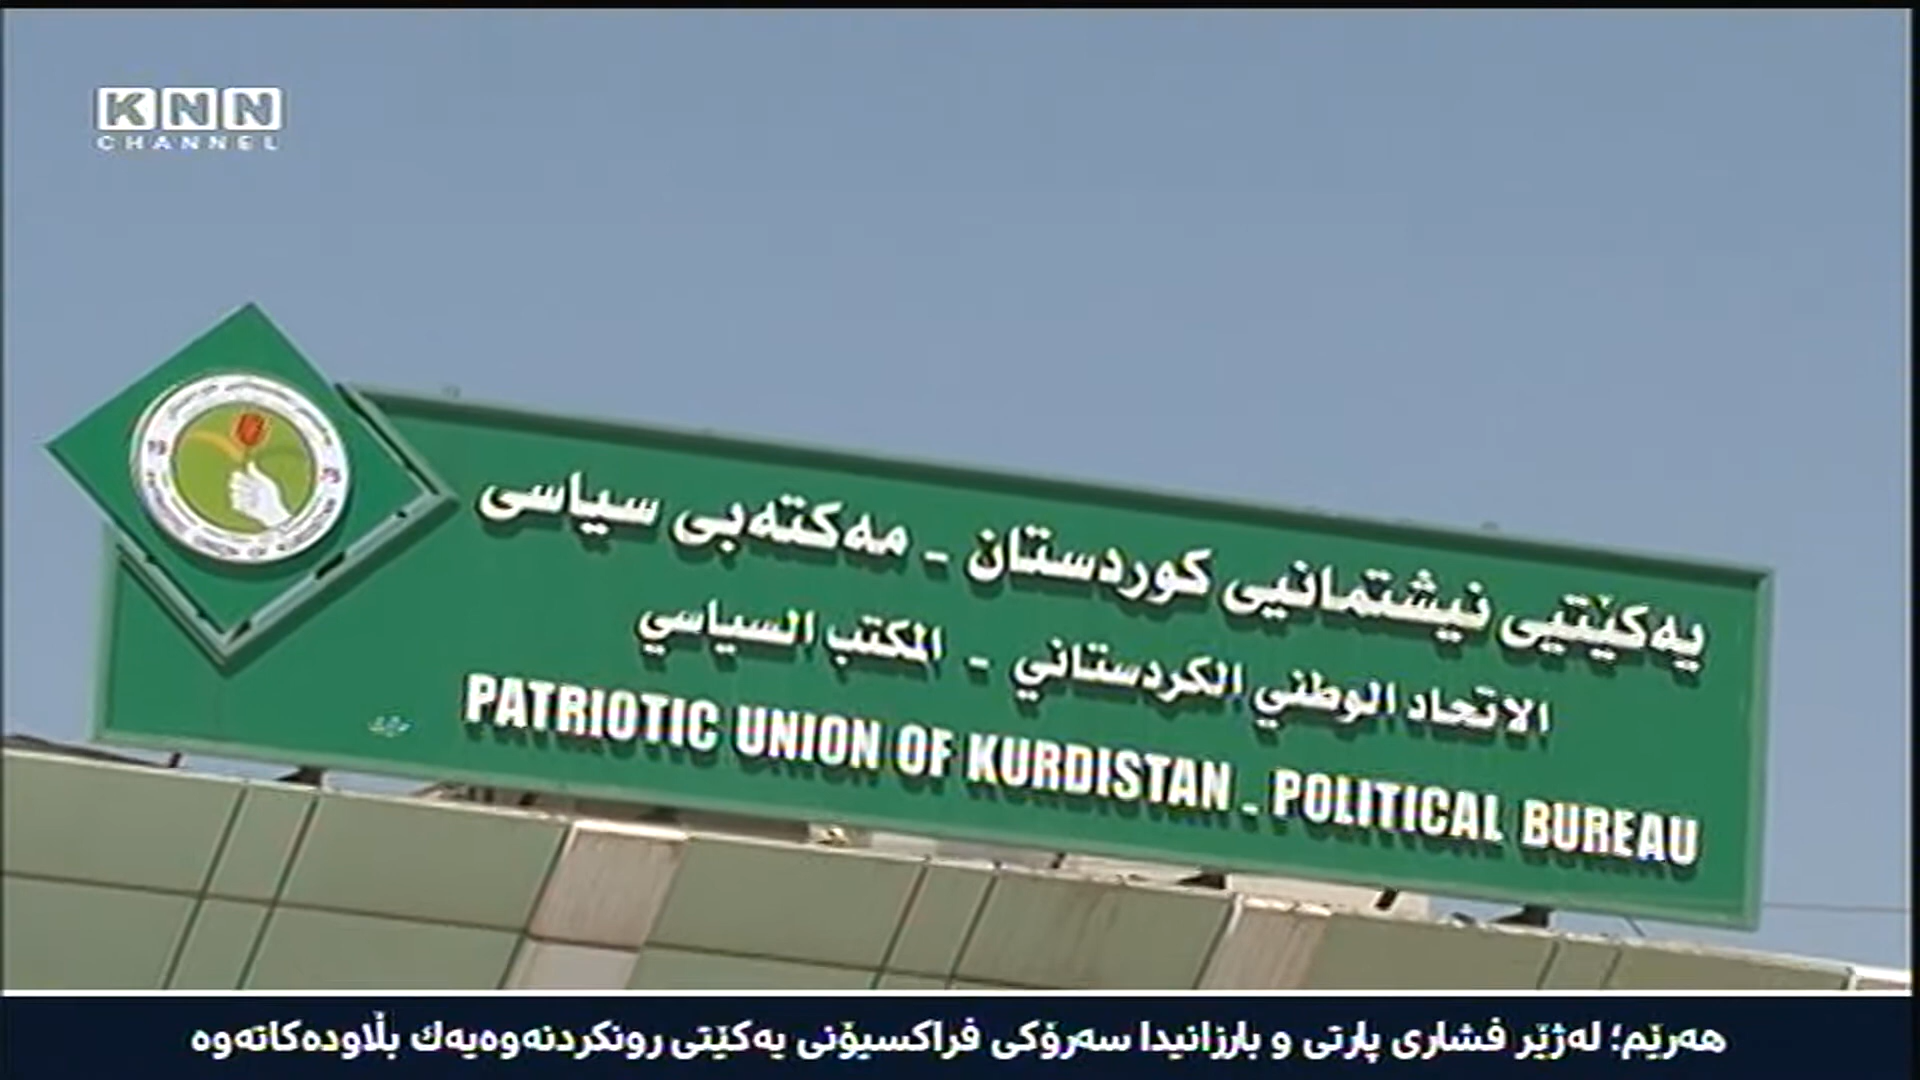 KNN
CHANNEL
یەکێتیی نیشتمانیی کوردستان - مەکتەبی سیاسی
الاتحاد الوطني الكردستاني - المكتب السياسي
PATRIOTIC UNION OF KURDISTAN - POLITICAL BUREAU
هەرێم؛ لەژێر فشاری پارتی و بارزانیدا سەرۆکی فراکسیۆنی یەکێتی رونکردنەوەیەك بڵاودەکاتەوە